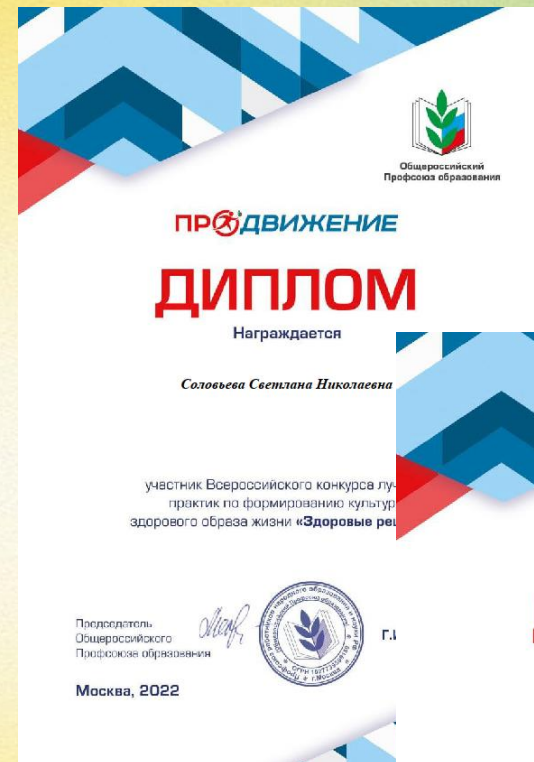 Общероссийский
Профсоюз образования
ПРОДВИЖЕНИЕ
ДИПЛОМ
Награждается
Соловьева Светлана Николаевна
участник Всероссийского конкурса лу
практик по формированию культур
здорового образа жизни «Здоровые ре
Председатель
Общероссийского
Профсоюза образования
Г.И
Москва, 2022